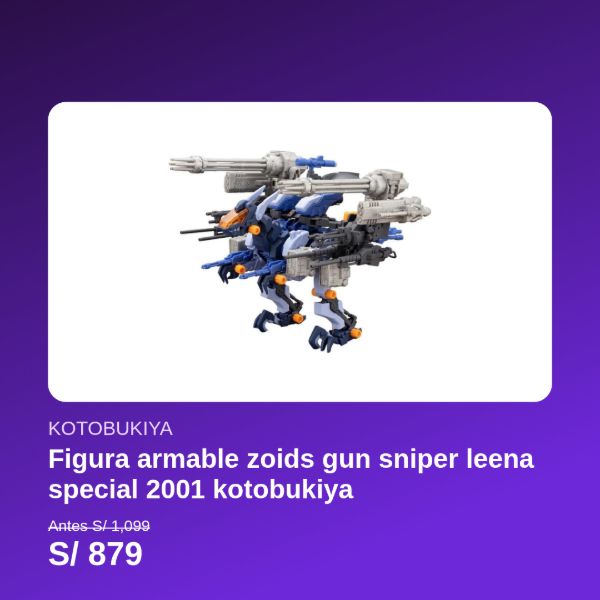 KOTOBUKIYA
Figura armable zoids gun sniper leena
special 2001 kotobukiya
Antes S/ 1,099
S/ 879